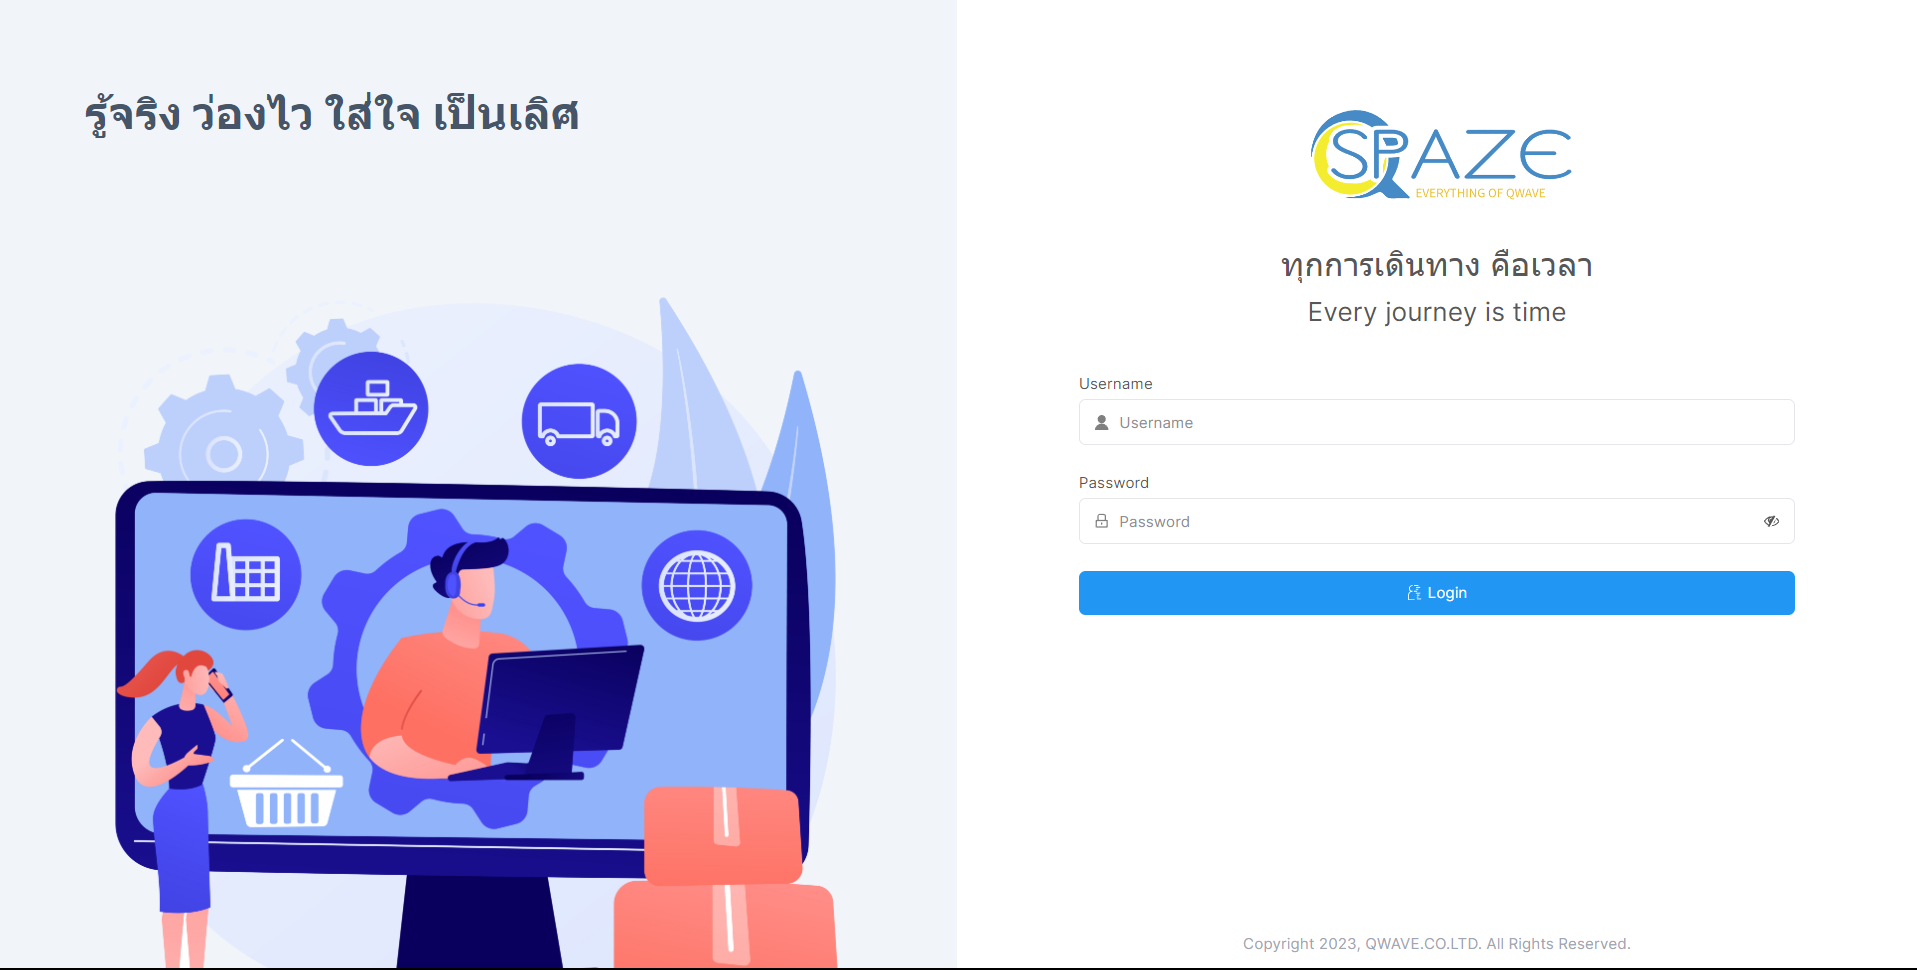 รู้จริง ว่องไว ใส่ใจ เป็นเลิศ
SPAZE
EVERYTHING OF QWAVE
ทุกการเดินทาง คือเวลา
Every journey is time
Username
Username
Password
Password
Login
Copyright 2023, QWAVE.CO.LTD. All Rights Reserved.